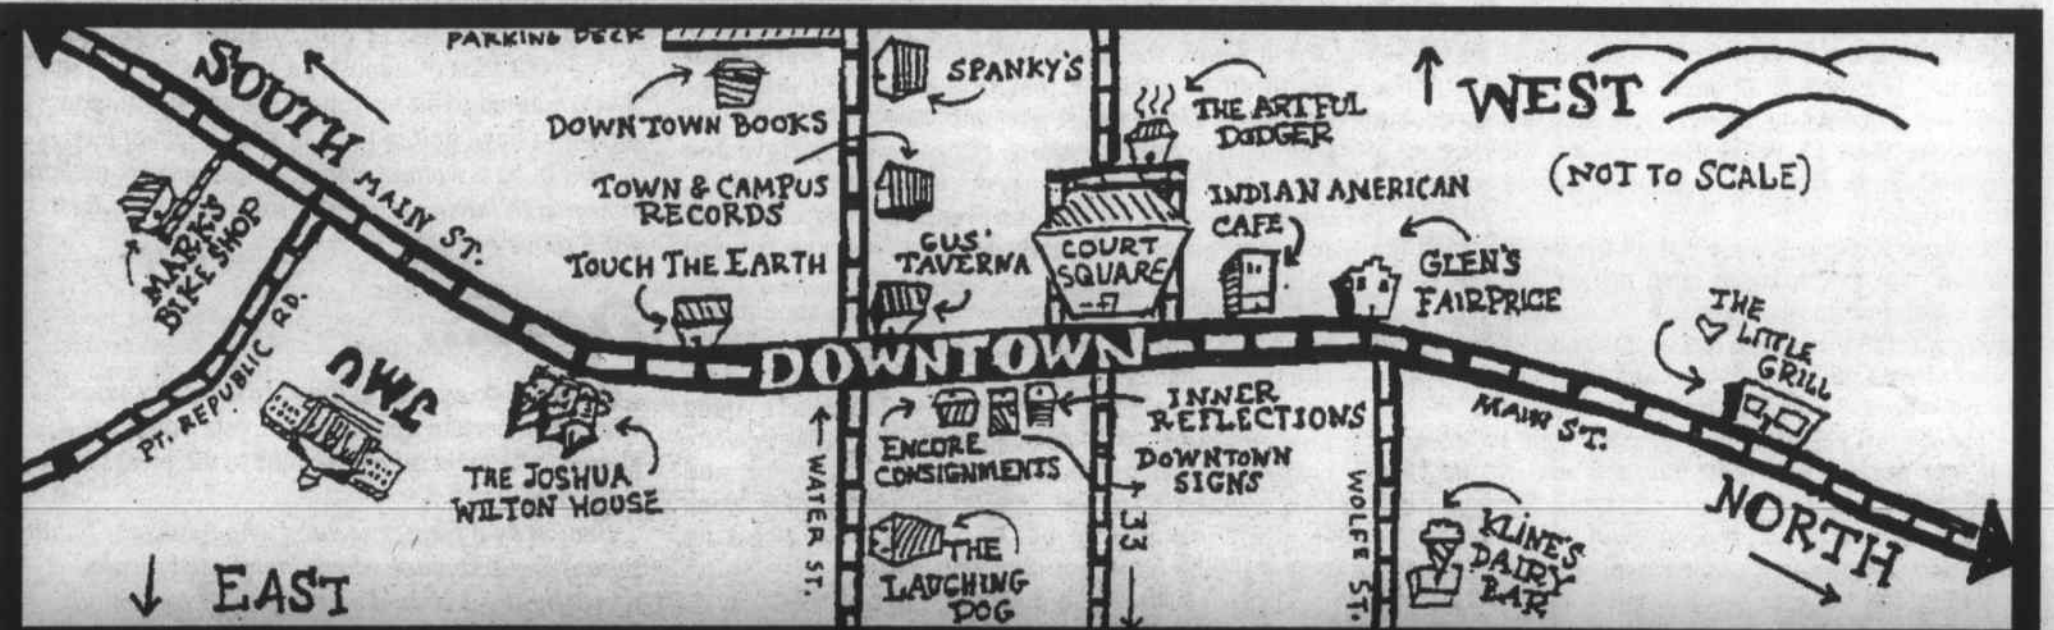 PARKING DECK
SOUTH
MAIN ST.
DOWNTOWN BOOKS
SPANKY'S
THE ARTFUL
DODGER
WEST
(NOT TO SCALE)
MARK'S
BIKE SHOP
TOWN & CAMPUS
RECORDS
TOUCH THE EARTH
GUS'
TAVERNA
COURT
SQUARE
INDIAN AMERICAN
CAFE
GLEN'S
FAIRPRICE
THE
LITTLE
GRILL
PT. REPUBLIC RD.
JMU
THE JOSHUA
WILTON HOUSE
DOWNTOWN
WATER ST.
ENCORE
CONSIGNMENTS
INNER
REFLECTIONS
DOWNTOWN
SIGNS
THE
LAUGHING
DOG
33
WOLFE ST.
MAIN ST.
KLINE'S
DAIRY
BAR
NORTH
EAST